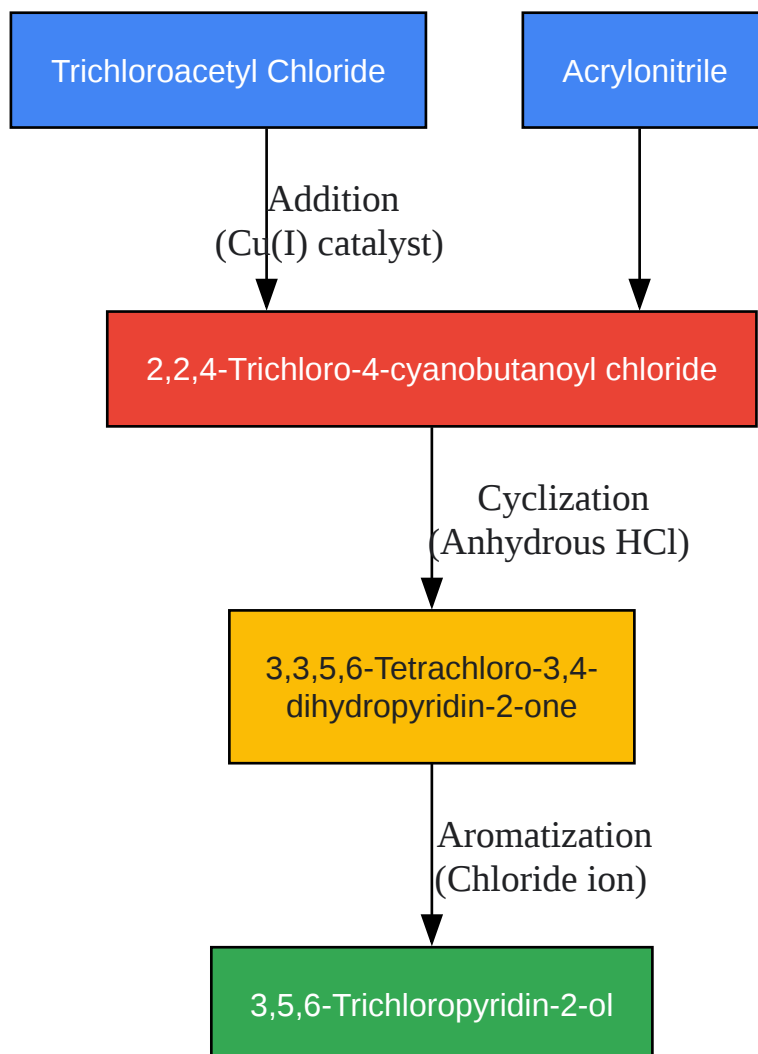 Trichloroacetyl Chloride
Acrylonitrile
Addition
(Cu(I) catalyst)
2,2,4-Trichloro-4-cyanobutanoyl chloride
Cyclization
(Anhydrous HCl)
3,3,5,6-Tetrachloro-3,4-
dihydropyridin-2-one
Aromatization
(Chloride ion)
3,5,6-Trichloropyridin-2-ol